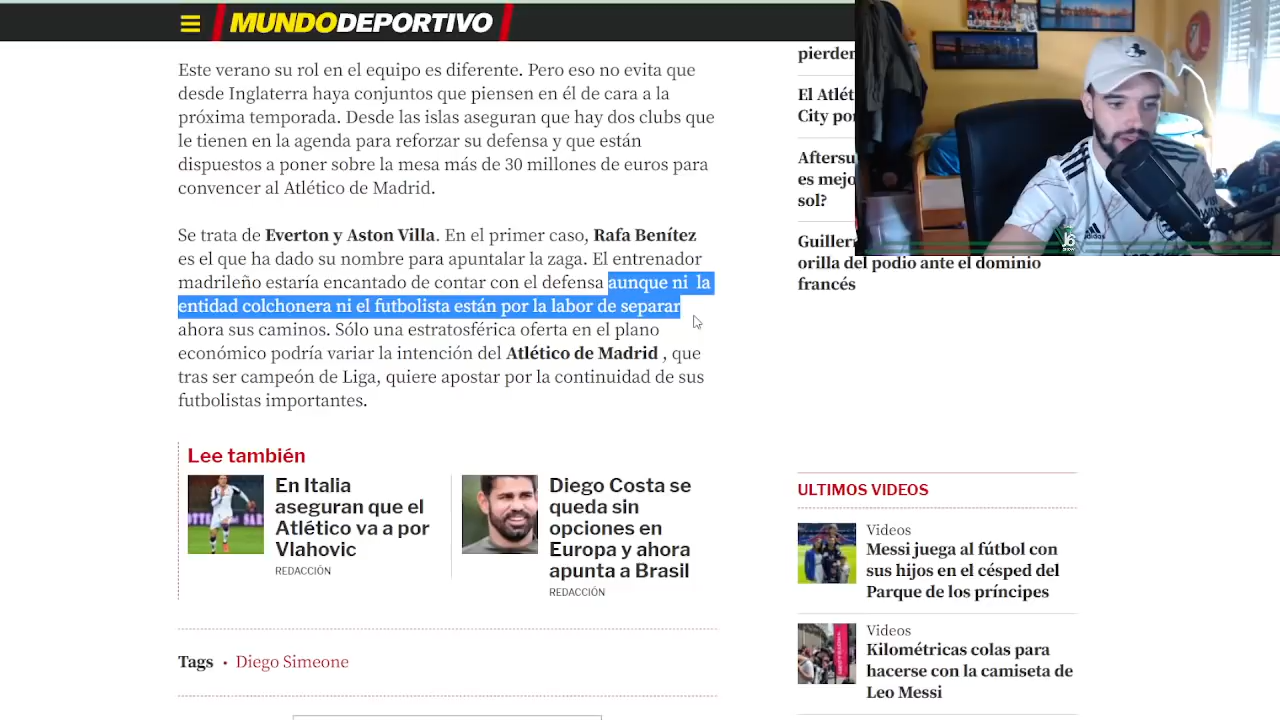 MUNDODEPORTIVO
Este verano su rol en el equipo es diferente. Pero eso no evita que
desde Inglaterra haya conjuntos que piensen en él de cara a la
próxima temporada. Desde las islas aseguran que hay dos clubs que
le tienen en la agenda para reforzar su defensa y que están
dispuestos a poner sobre la mesa más de 30 millones de euros para
convencer al Atlético de Madrid.
Se trata de Everton y Aston Villa. En el primer caso, Rafa Benítez
es el que ha dado su nombre para apuntalar la zaga. El entrenador
madrileño estaría encantado de contar con el defensa aunque ni la
entidad colchonera ni el futbolista están por la labor de separar
ahora sus caminos. Sólo una estratosférica oferta en el plano
económico podría variar la intención del Atlético de Madrid , que
tras ser campeón de Liga, quiere apostar por la continuidad de sus
futbolistas importantes.
Lee también
En Italia
aseguran que el
Atlético va a por
Vlahovic
REDACCIÓN
Diego Costa se
queda sin
opciones en
Europa y ahora
apunta a Brasil
REDACCIÓN
Tags • Diego Simeone
pierden
El Atlét
City por
Aftersu
es mejo
sol?
Guillerm
orilla del podio ante el dominio
francés
ULTIMOS VIDEOS
Videos
Messi juega al fútbol con
sus hijos en el césped del
Parque de los príncipes
Videos
Kilométricas colas para
hacerse con la camiseta de
Leo Messi
adidas
J6